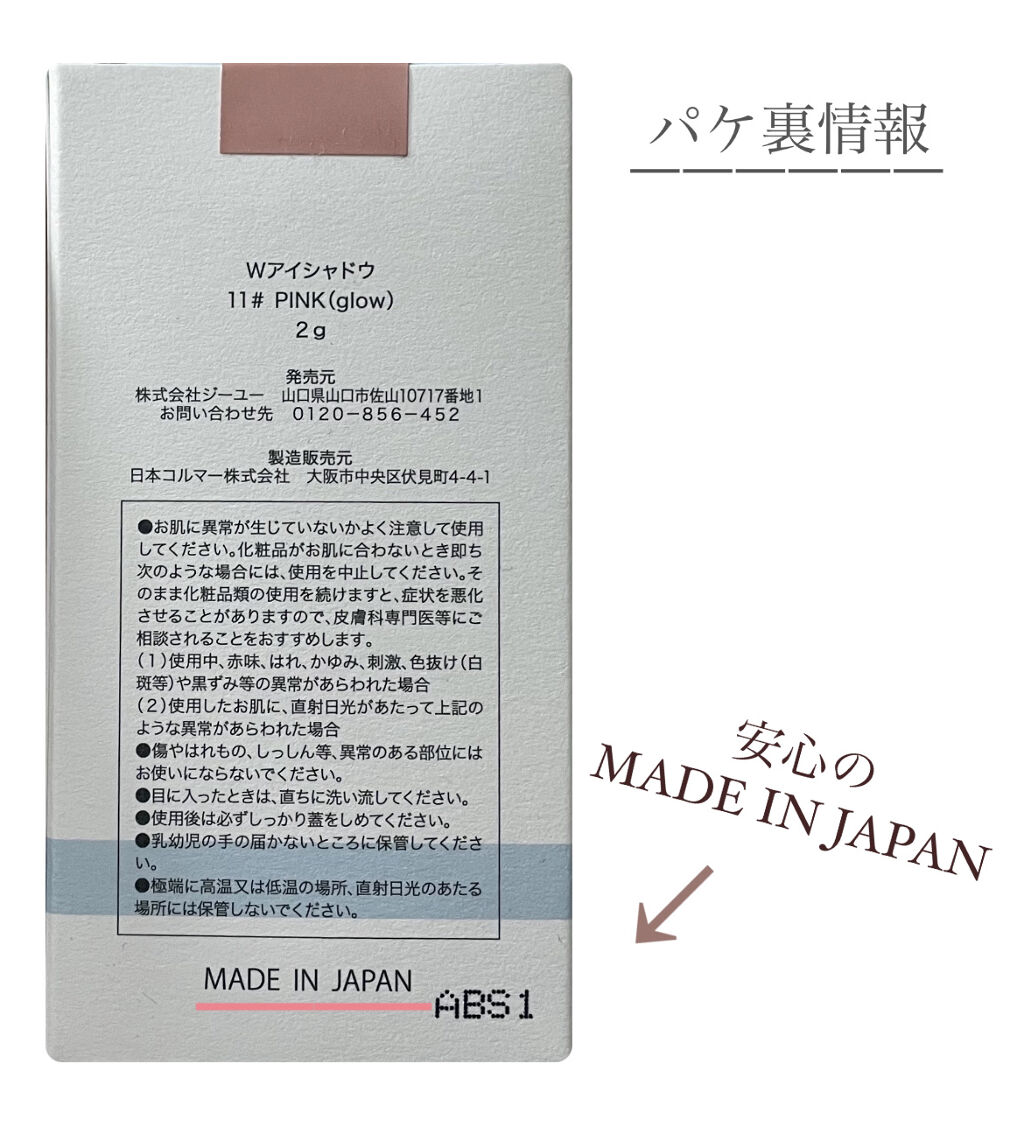 パケ裏情報
Wアイシャドウ
11# PINK(glow)
2g
発売元
株式会社ジーユー　山口県山口市佐山10717番地1
お問い合わせ先　0120-856-452
製造販売元
日本コルマー株式会社　大阪市中央区伏見町4-4-1
●お肌に異常が生じていないかよく注意して使用
してください。化粧品がお肌に合わないとき即ち
次のような場合には、使用を中止してください。そ
のまま化粧品類の使用を続けますと、症状を悪化
させることがありますので、皮膚科専門医等にご
相談されることをおすすめします。
(1)使用中、赤味、はれ、かゆみ、刺激、色抜け(白
斑等)や黒ずみ等の異常があらわれた場合
(2)使用したお肌に、直射日光があたって上記の
ような異常があらわれた場合
●傷やはれもの、しっしん等、異常のある部位には
お使いにならないでください。
●目に入ったときは、直ちに洗い流してください。
●使用後は必ずしっかり蓋をしめてください。
●乳幼児の手の届かないところに保管してくださ
い。
●極端に高温又は低温の場所、直射日光のあたる
場所には保管しないでください。
安心の
MADE IN JAPAN
MADE IN JAPAN
ABS1